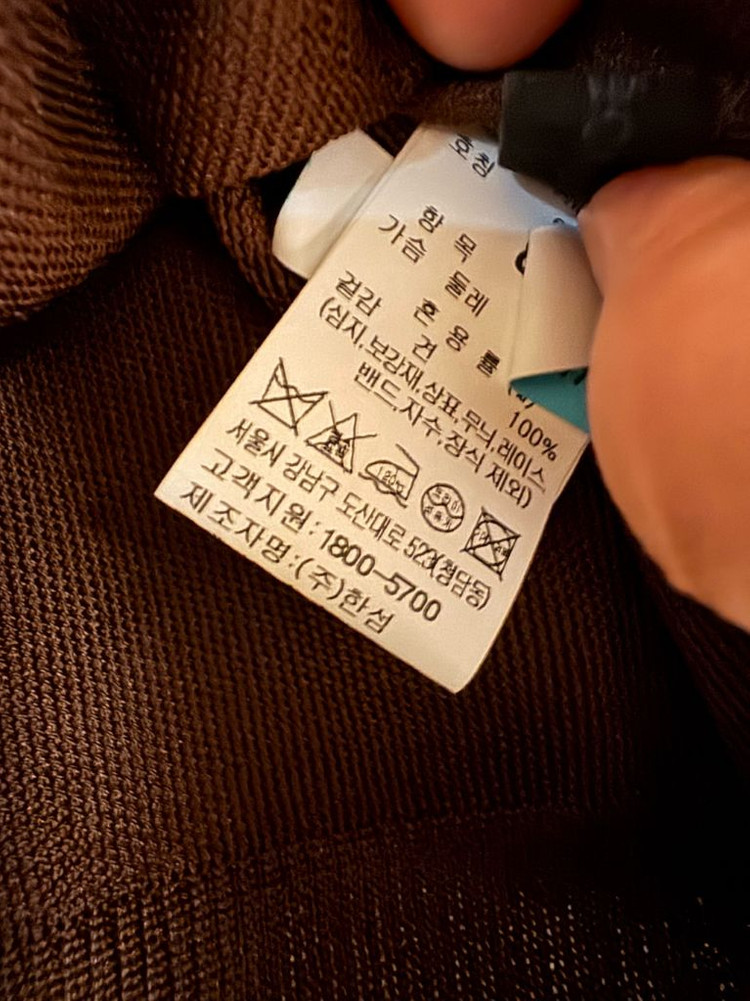 호칭
항 목
가슴 둘레
혼 용 률
겉감 견 100%
(심지,보강재,상표,무늬,레이스
밴드,자수,장식 제외)
서울시 강남구 도산대로 523(청담동)
고객지원:1800-5700
제조자명:(주)한섬